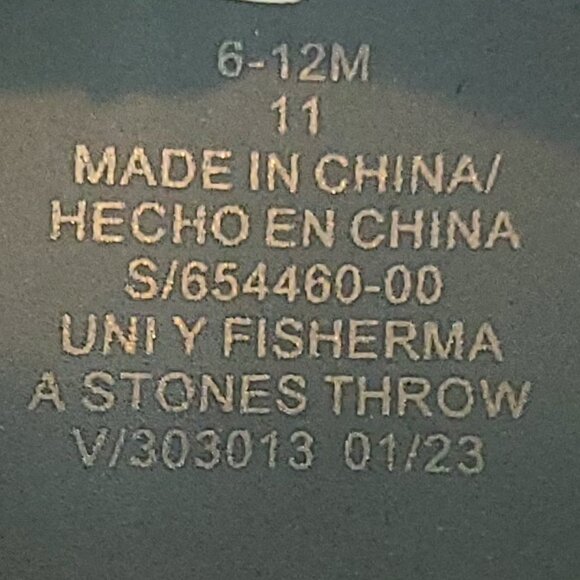 6-12M
11
MADE IN CHINA/
HECHO EN CHINA
S/654460-00
UNI Y FISHERMA
A STONES THROW
V/303013 01/23